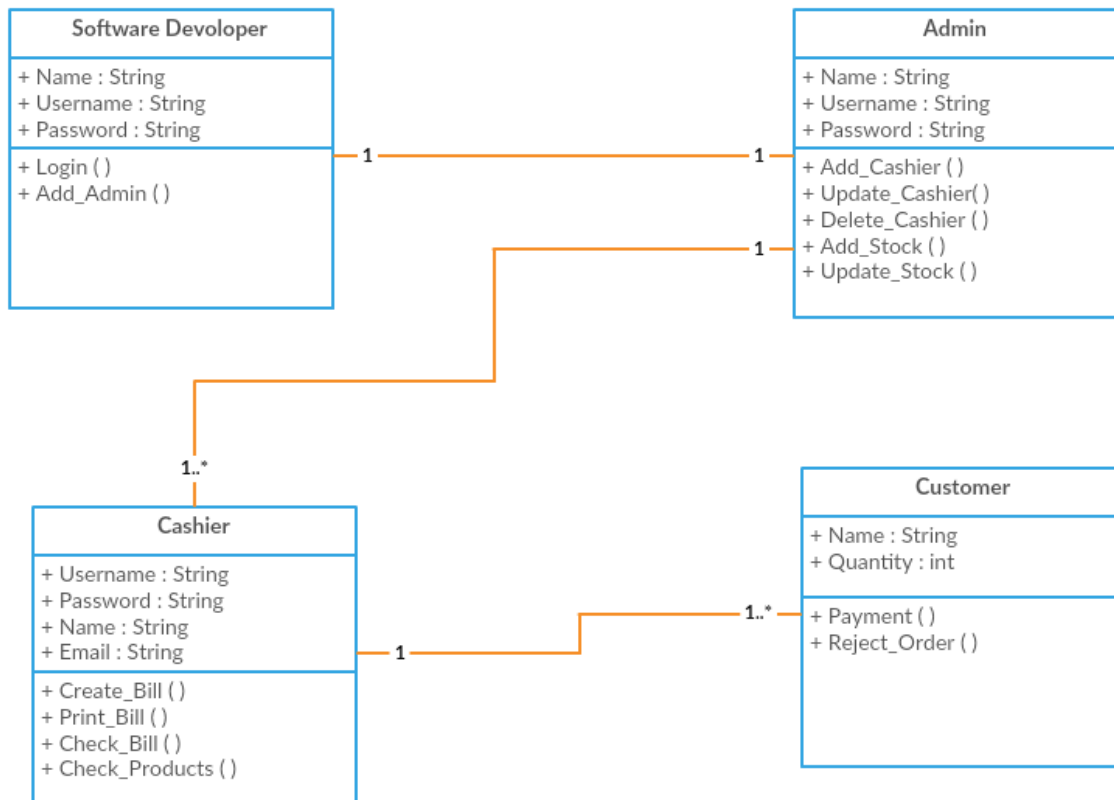 Software Devoloper
+ Name : String
+ Username : String
+ Password : String
+ Login ( )
+ Add_Admin ( )
Admin
+ Name : String
+ Username : String
+ Password : String
+ Add_Cashier ( )
+ Update_Cashier( )
+ Delete_Cashier ( )
+ Add_Stock ( )
+ Update_Stock ( )
1
1
1
1..*
Cashier
+ Username : String
+ Password : String
+ Name : String
+ Email : String
+ Create_Bill ( )
+ Print_Bill ( )
+ Check_Bill ( )
+ Check_Products ( )
1
1..*
Customer
+ Name : String
+ Quantity : int
+ Payment ( )
+ Reject_Order ( )